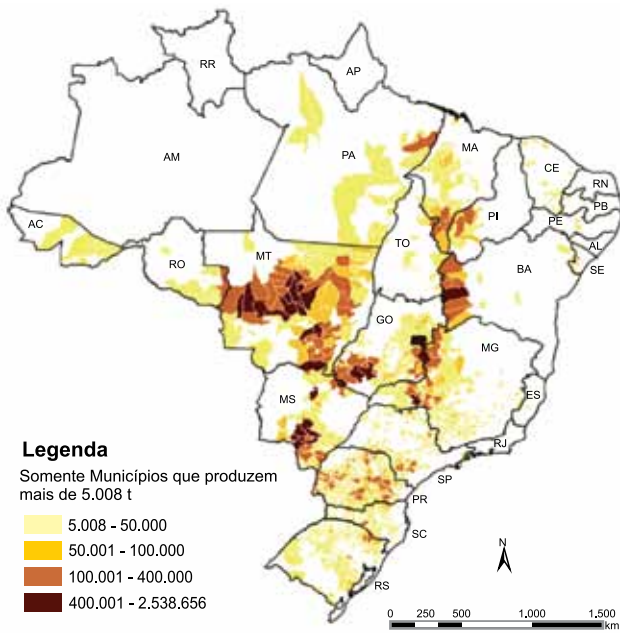 RR
AP
AM
PA
MA
CE
RN
PB
PE
PI
AL
SE
AC
TO
RO
MT
BA
GO
MG
MS
ES
RJ
SP
PR
SC
RS
Legenda
Somente Municípios que produzem
mais de 5.008 t
5.008 - 50.000
50.001 - 100.000
100.001 - 400.000
400.001 - 2.538.656
N
0 250 500 1.000 1.500
km